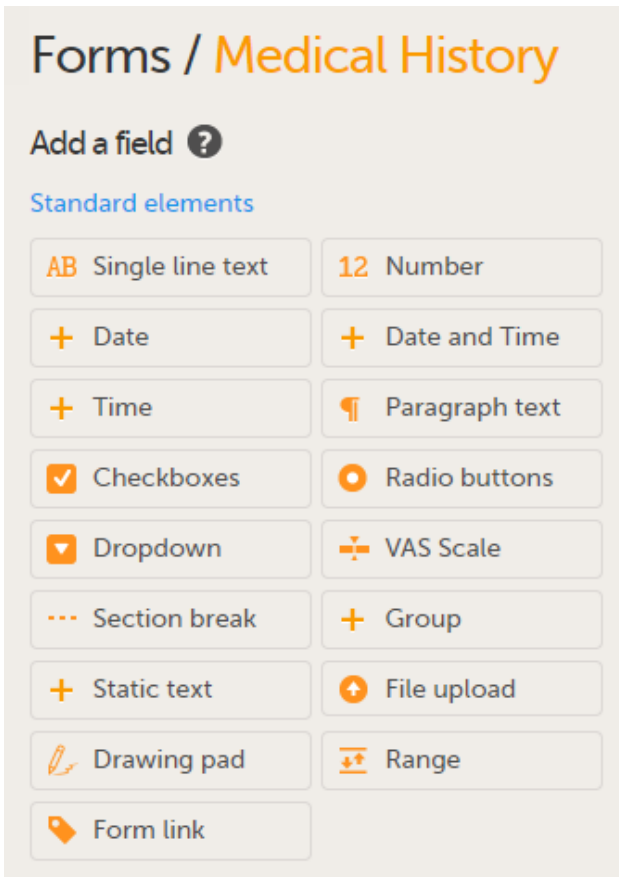 Forms / Medical History
Add a field ?
Standard elements
AB Single line text
12 Number
Date
Date and Time
Time
¶ Paragraph text
Checkboxes
Radio buttons
Dropdown
VAS Scale
Section break
Group
Static text
File upload
Drawing pad
Range
Form link